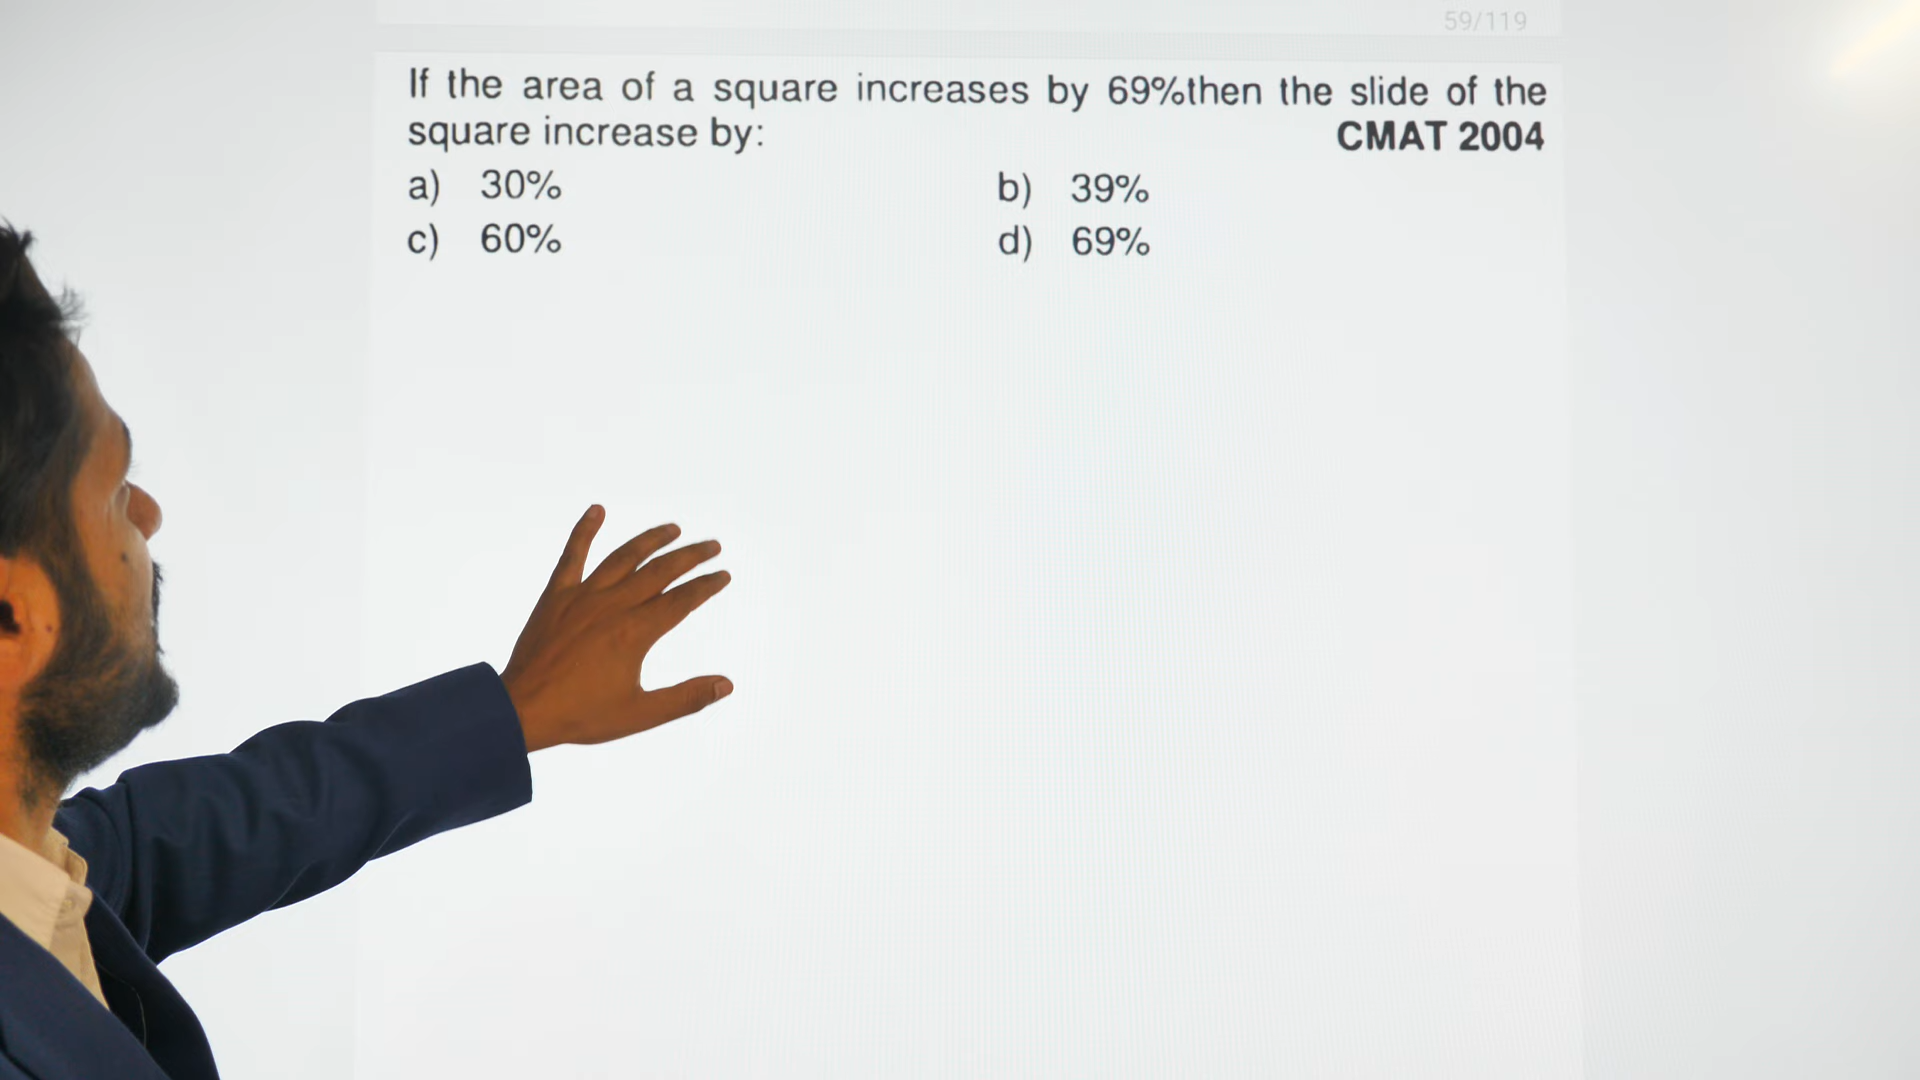 59/119
If the area of a square increases by 69%then the slide of the
square increase by: CMAT 2004
a) 30% b) 39%
c) 60% d) 69%